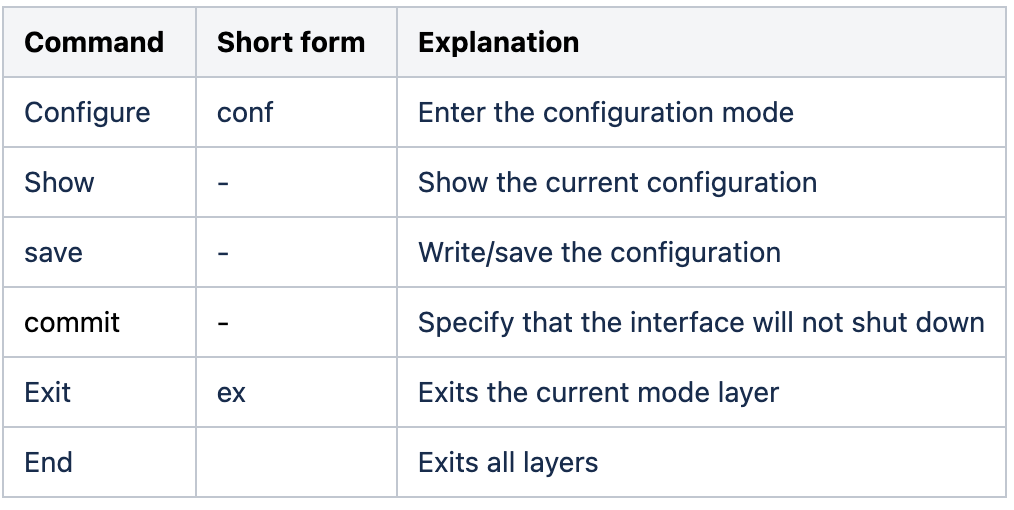 Command Short form Explanation
Configure conf Enter the configuration mode
Show - Show the current configuration
save - Write/save the configuration
commit - Specify that the interface will not shut down
Exit ex Exits the current mode layer
End Exits all layers